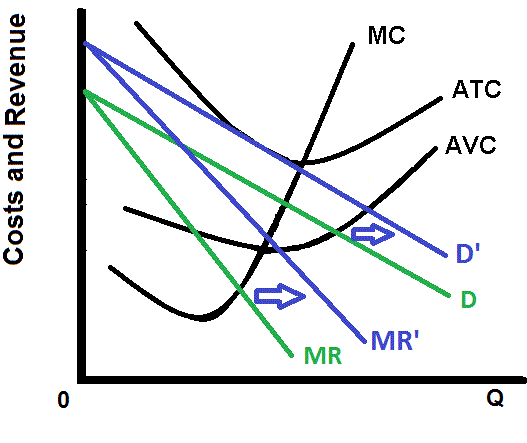 Costs and Revenue
MC
ATC
AVC
D'
D
MR'
MR
0
Q